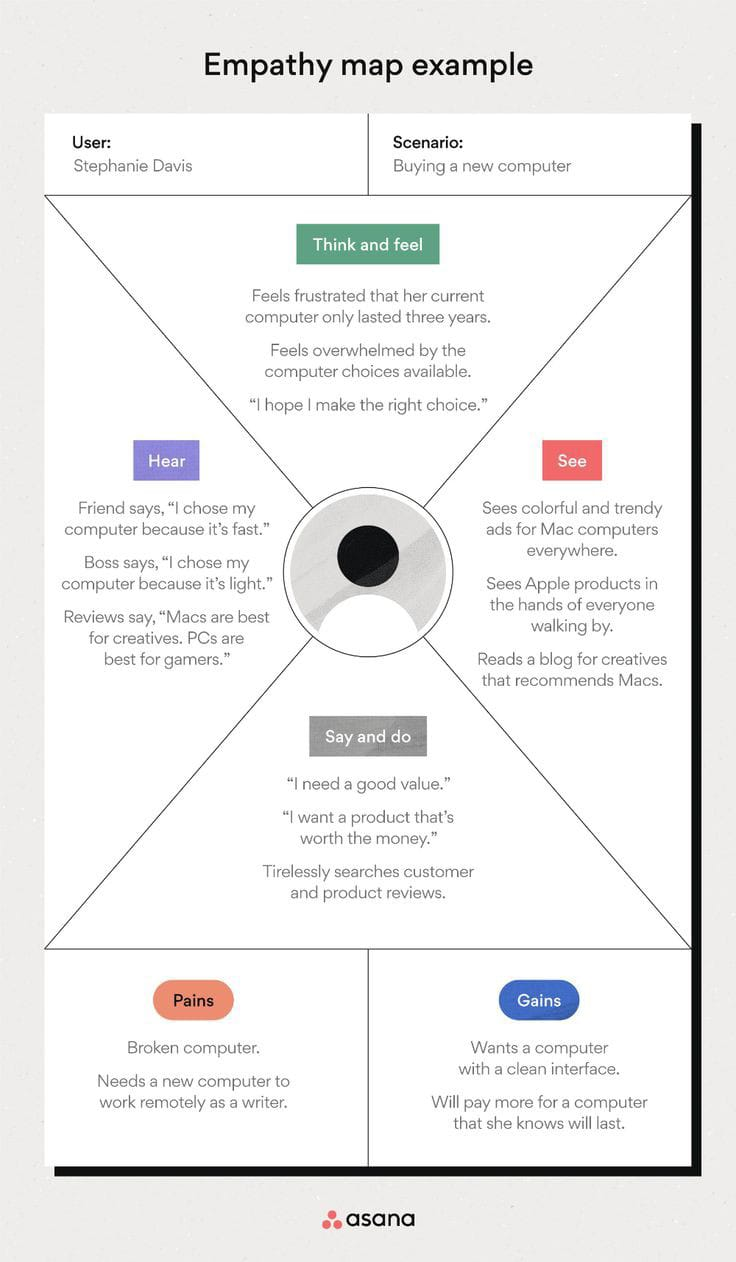 Empathy map example
User:
Stephanie Davis
Scenario:
Buying a new computer
Think and feel
Feels frustrated that her current
computer only lasted three years.
Feels overwhelmed by the
computer choices available.
“I hope I make the right choice.”
Hear
Friend says, “I chose my
computer because it’s fast.”
Boss says, “I chose my
computer because it’s light.”
Reviews say, “Macs are best
for creatives. PCs are
best for gamers.”
See
Sees colorful and trendy
ads for Mac computers
everywhere.
Sees Apple products in
the hands of everyone
walking by.
Reads a blog for creatives
that recommends Macs.
Say and do
“I need a good value.”
“I want a product that’s
worth the money.”
Tirelessly searches customer
and product reviews.
Pains
Broken computer.
Needs a new computer to
work remotely as a writer.
Gains
Wants a computer
with a clean interface.
Will pay more for a computer
that she knows will last.
asana